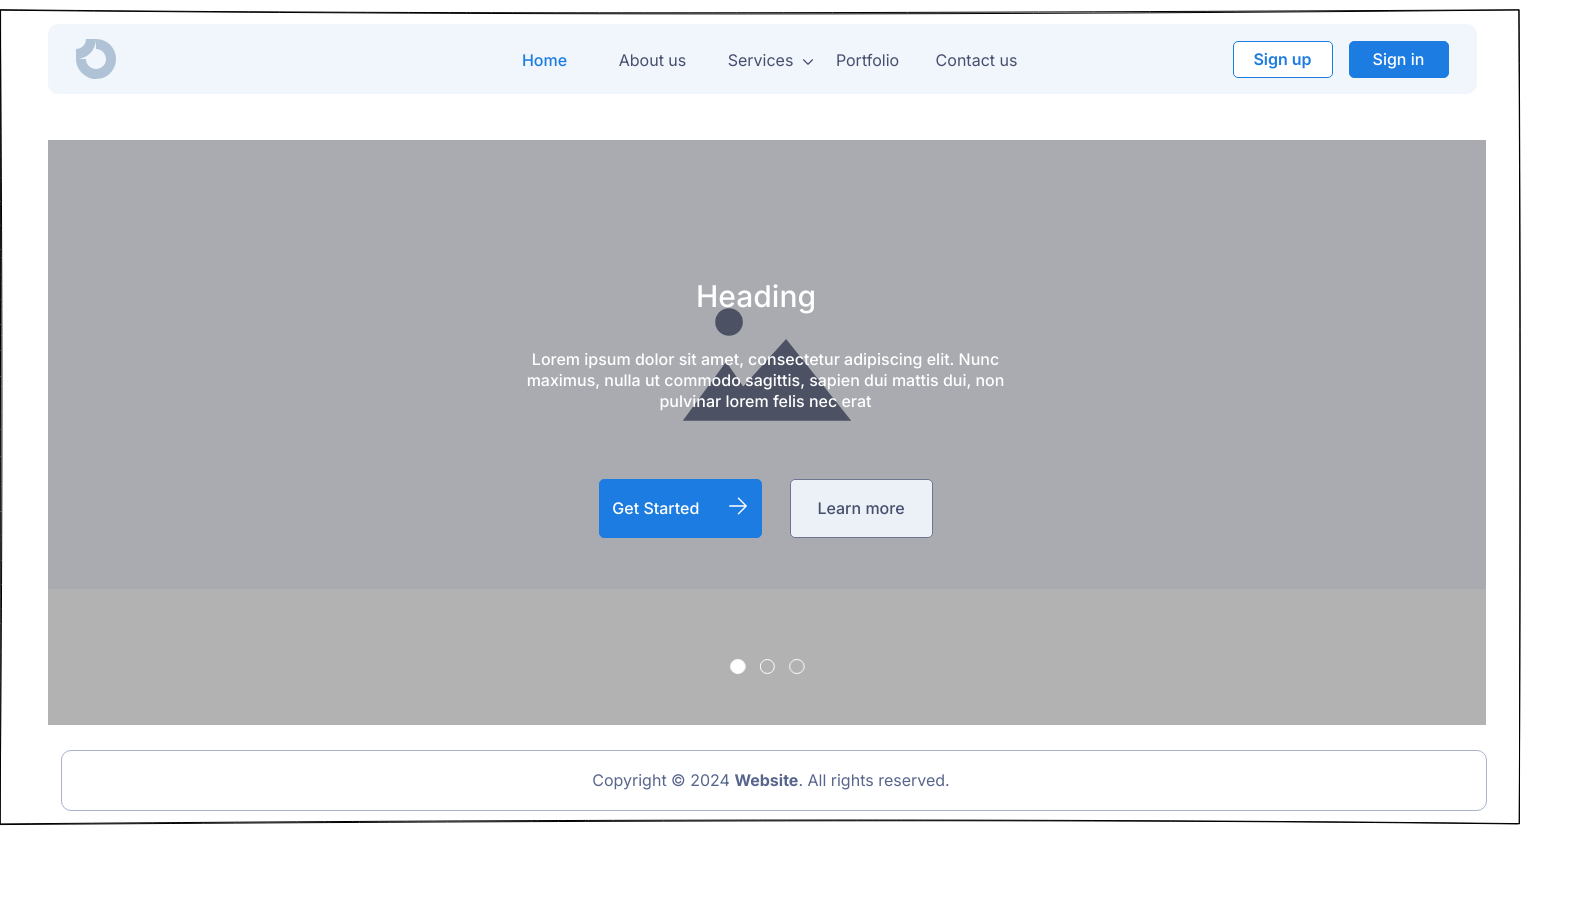 Home About us Services Portfolio Contact us Sign up Sign in
Heading
Lorem ipsum dolor sit amet, consectetur adipiscing elit. Nunc
maximus, nulla ut commodo sagittis, sapien dui mattis dui, non
pulvinar lorem felis nec erat
Get Started Learn more
Copyright © 2024 Website. All rights reserved.